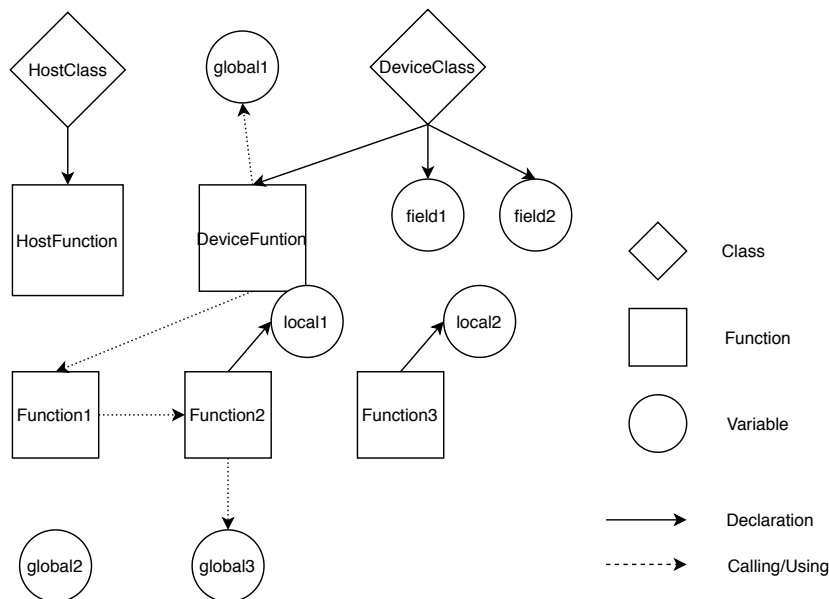 HostClass
global1
DeviceClass
HostFunction
DeviceFuntion
field1
field2
Class
local1
local2
Function
Function1
Function2
Function3
Variable
Declaration
global2
global3
Calling/Using